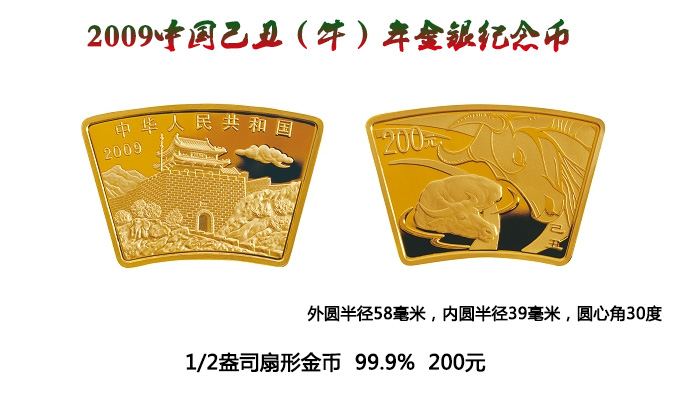 2009中国己丑（牛）年金银纪念币
中华人民共和国
2009
200元
己丑
外圆半径58毫米，内圆半径39毫米，圆心角30度
1/2盎司扇形金币 99.9% 200元